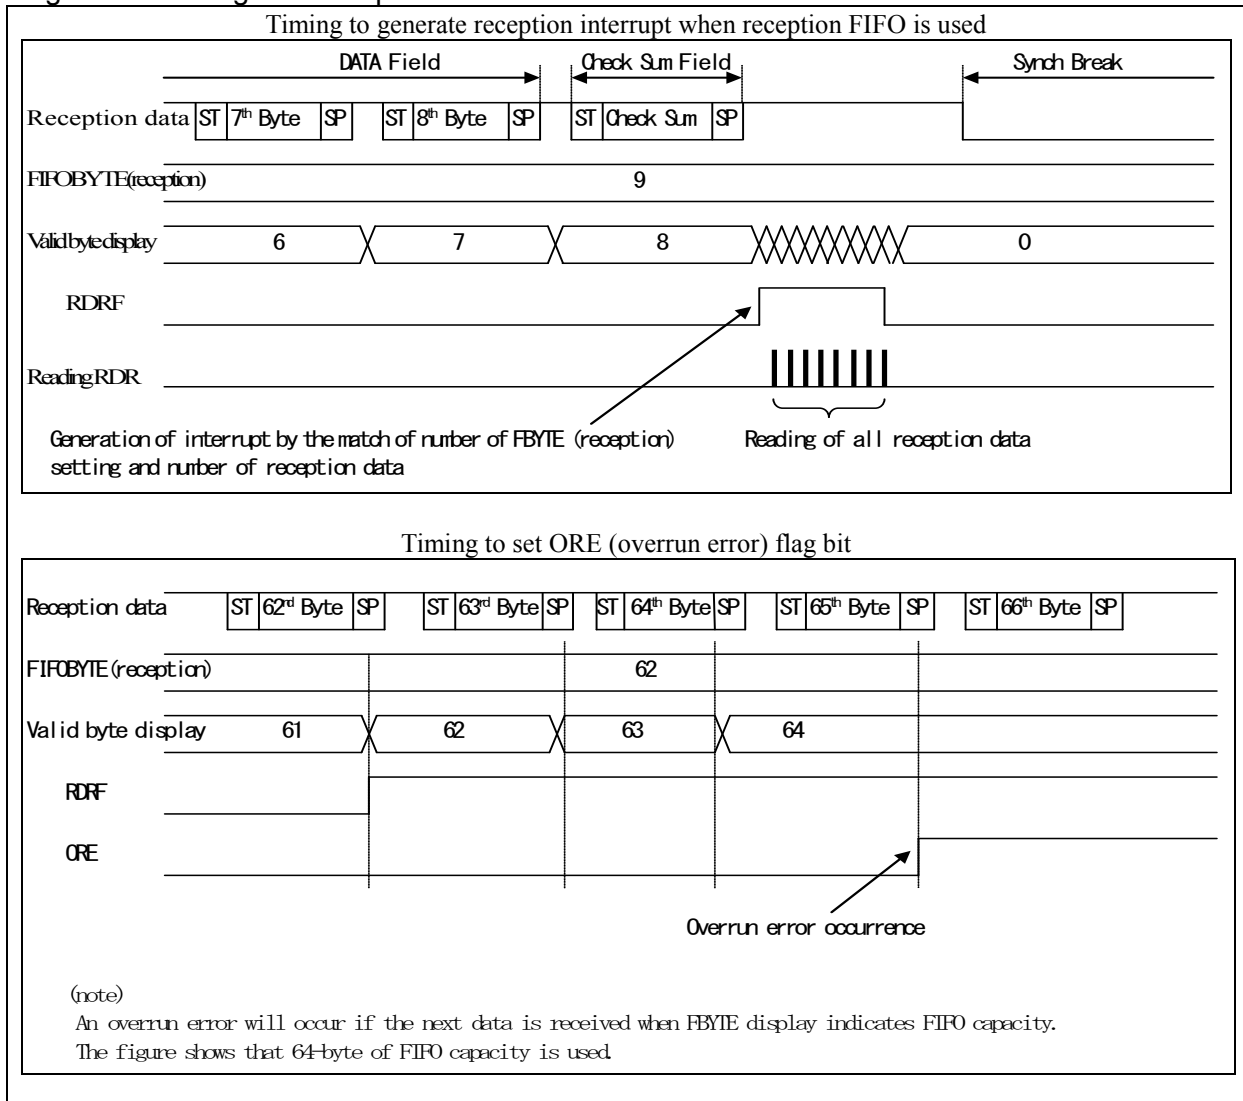 Timing to generate reception interrupt when reception FIFO is used
DATA Field Check Sum Field Synch Break
Reception data ST 7th Byte SP ST 8th Byte SP ST Check Sum SP
FIFOBYTE(reception) 9
Valid byte display 6 7 8 0
RDRF
Reading RDR
Generation of interrupt by the match of number of FBYTE (reception) Reading of all reception data
setting and number of reception data
Timing to set ORE (overrun error) flag bit
Reception data ST 62nd Byte SP ST 63rd Byte SP ST 64th Byte SP ST 65th Byte SP ST 66th Byte SP
FIFOBYTE(reception) 62
Valid byte display 61 62 63 64
RDRF
ORE
Overrun error occurrence
(note)
An overrun error will occur if the next data is received when FBYTE display indicates FIFO capacity.
The figure shows that 64-byte of FIFO capacity is used.